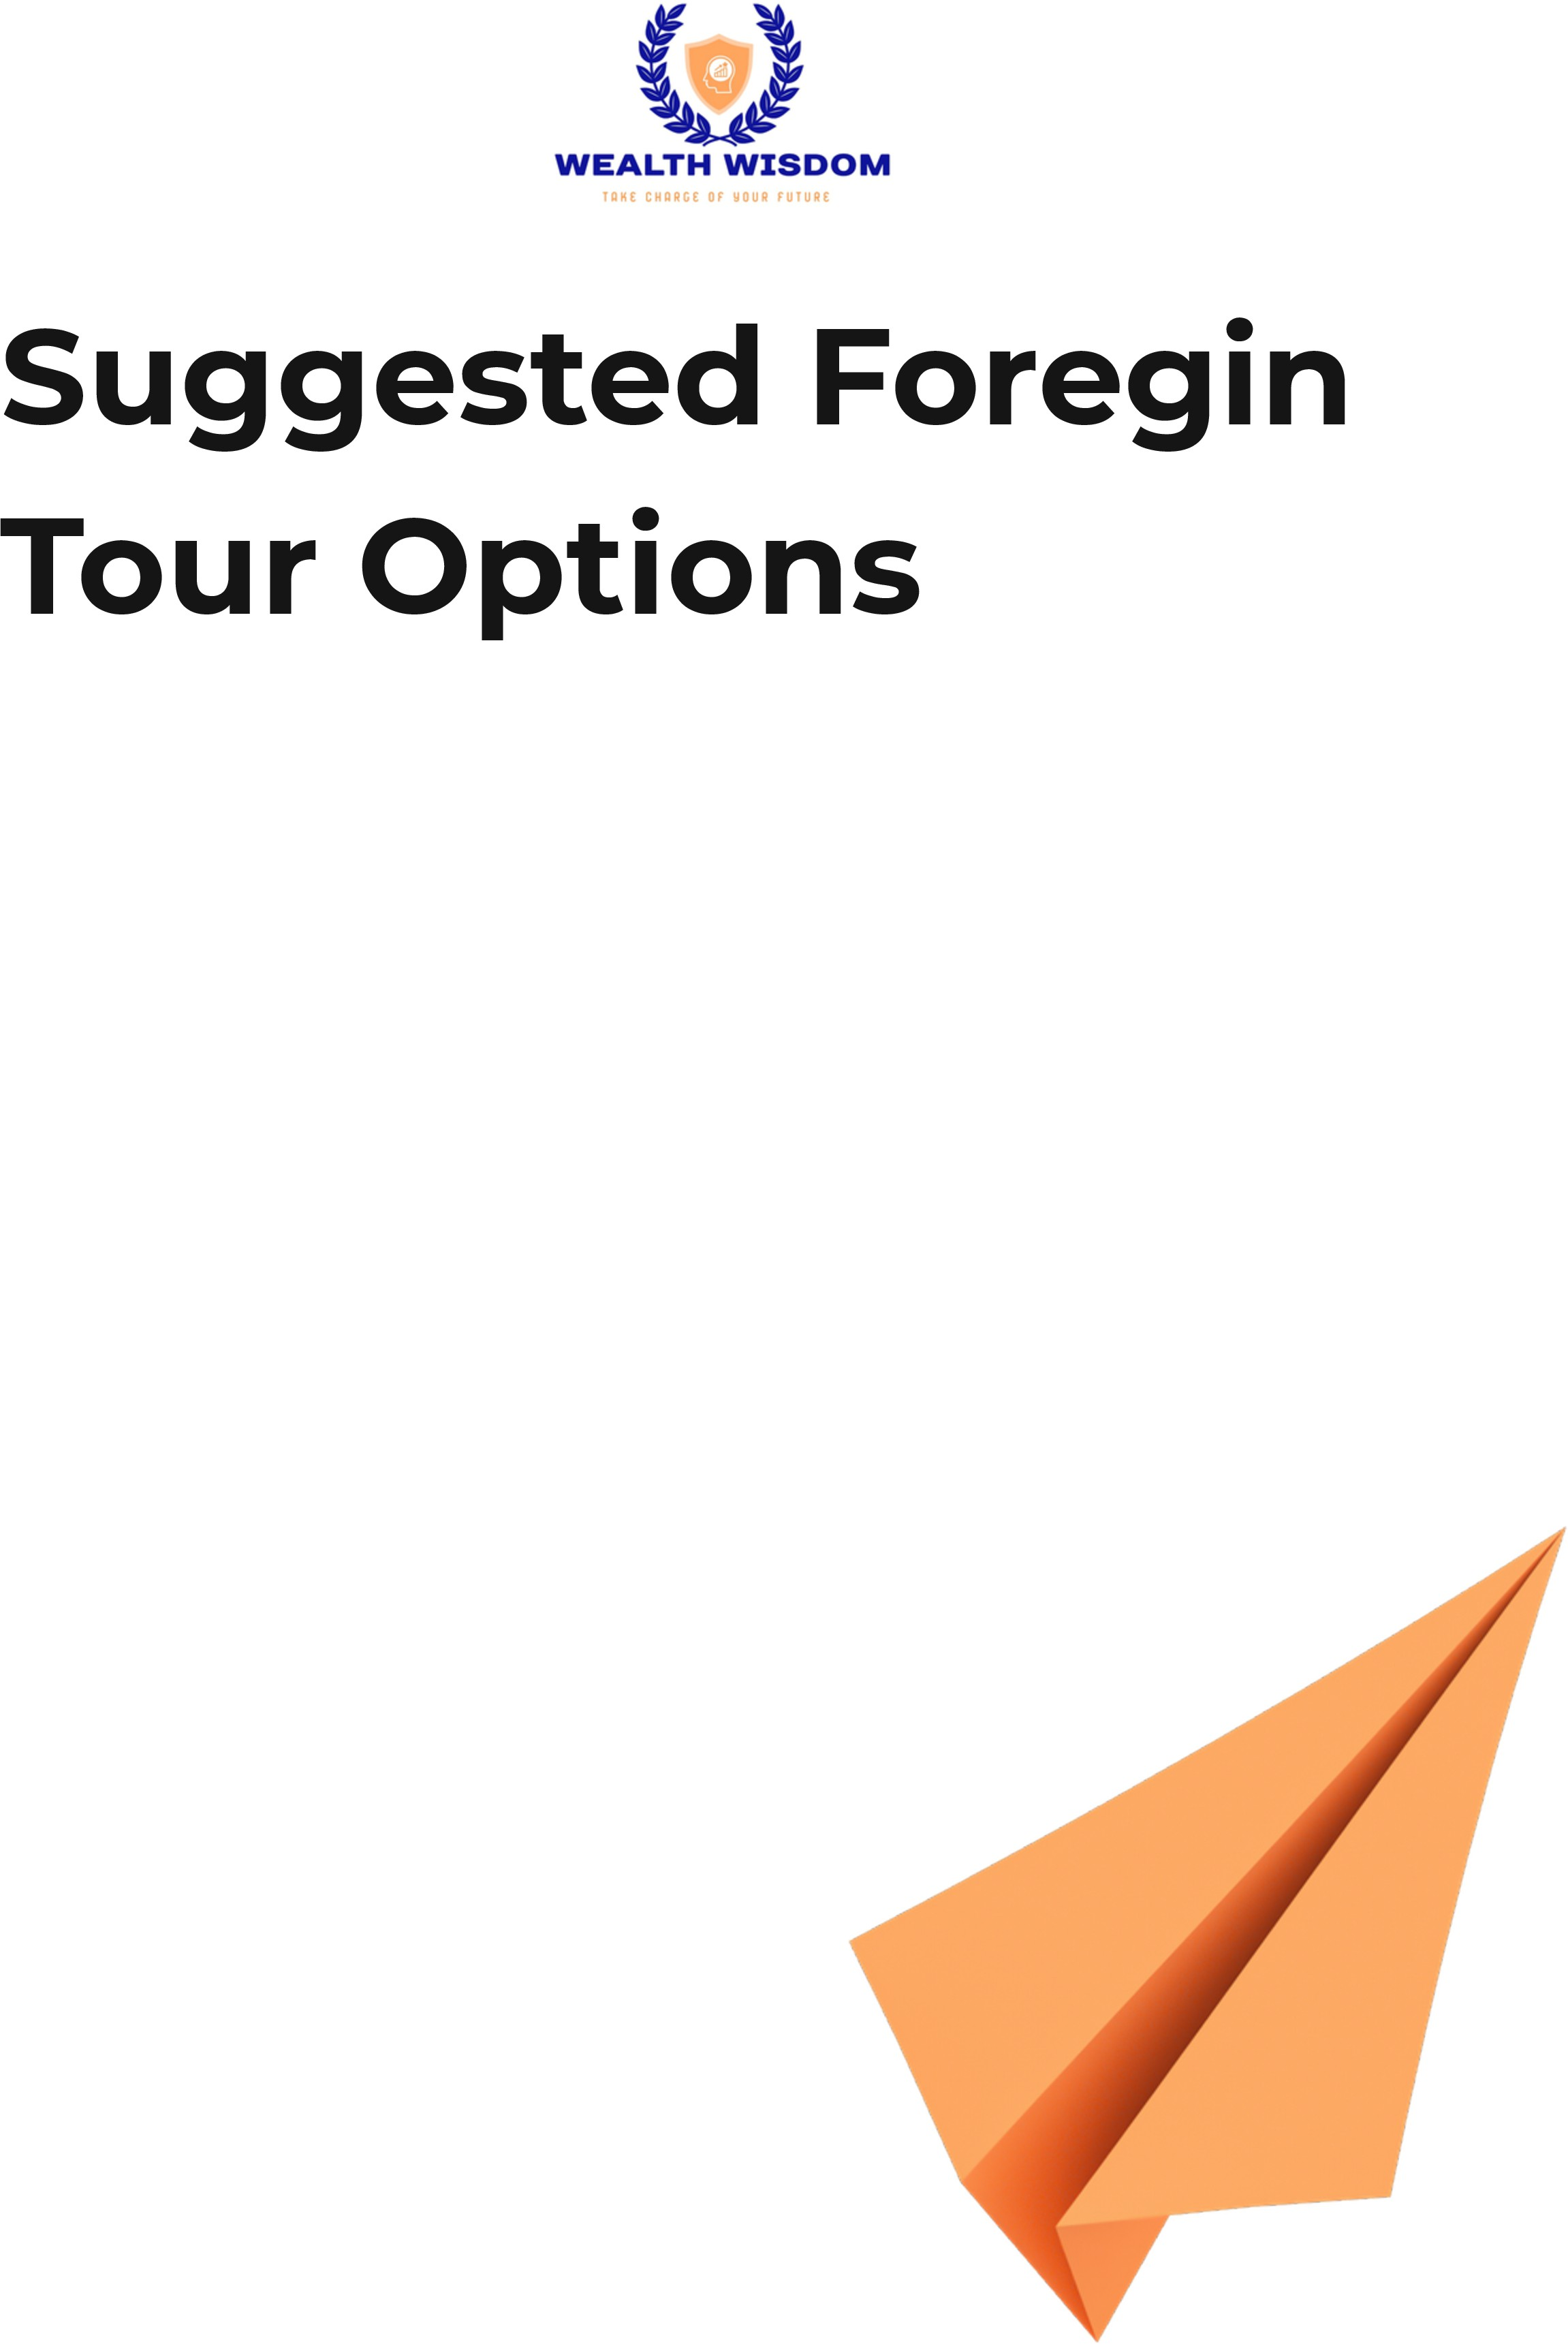 WEALTH WISDOM
TAKE CHARGE OF YOUR FUTURE
Suggested Foregin
Tour Options